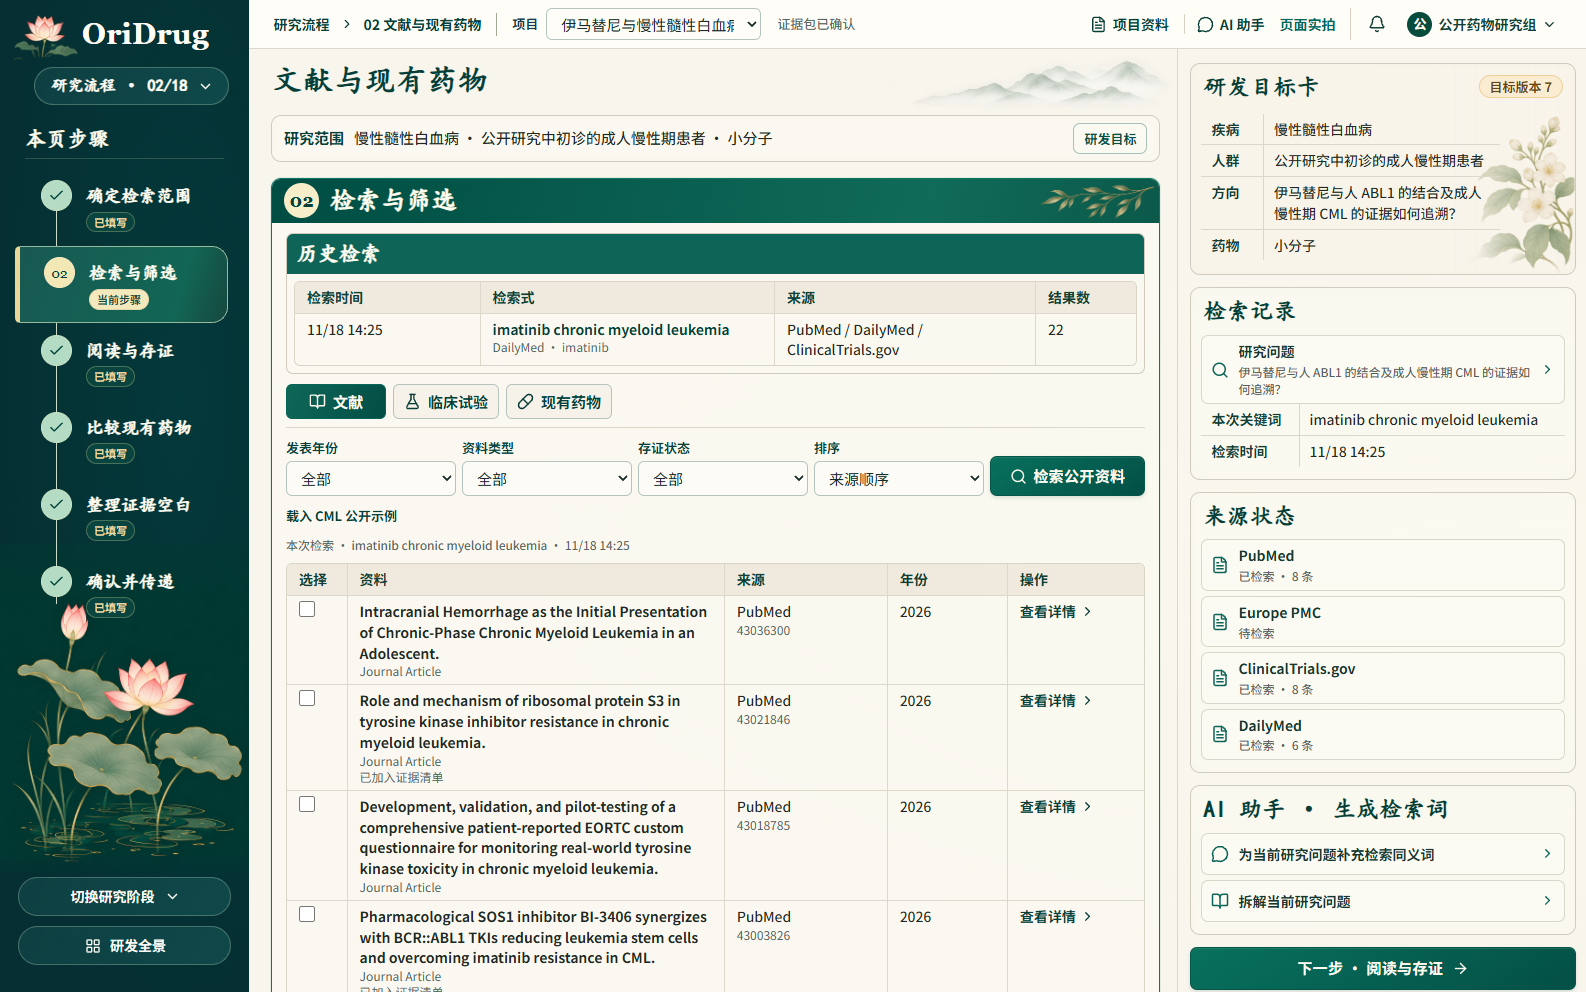 OriDrug
研究流程 • 02/18
本页步骤
确定检索范围
已填写
02
检索与筛选
当前步骤
阅读与存证
已填写
比较现有药物
已填写
整理证据空白
已填写
确认并传递
已填写
切换研究阶段
研发全景
研究流程 > 02 文献与现有药物
项目
伊马替尼与慢性髓性白血
证据包已确认
项目资料
AI 助手
页面实拍
公
公开药物研究组
文献与现有药物
研究范围 慢性髓性白血病 • 公开研究中初诊的成人慢性期患者 • 小分子
研发目标
02 检索与筛选
历史检索
检索时间 检索式 来源 结果数
11/18 14:25 imatinib chronic myeloid leukemia PubMed / DailyMed / 22
DailyMed • imatinib ClinicalTrials.gov
文献
临床试验
现有药物
发表年份 资料类型 存证状态 排序
全部 全部 全部 来源顺序 检索公开资料
载入 CML 公开示例
本次检索 • imatinib chronic myeloid leukemia • 11/18 14:25
选择 资料 来源 年份 操作
Intracranial Hemorrhage as the Initial Presentation PubMed 2026 查看详情 >
of Chronic-Phase Chronic Myeloid Leukemia in an 43036300
Adolescent.
Journal Article
Role and mechanism of ribosomal protein S3 in PubMed 2026 查看详情 >
tyrosine kinase inhibitor resistance in chronic 43021846
myeloid leukemia.
Journal Article
已加入证据清单
Development, validation, and pilot-testing of a PubMed 2026 查看详情 >
comprehensive patient-reported EORTC custom 43018785
questionnaire for monitoring real-world tyrosine
kinase toxicity in chronic myeloid leukemia.
Journal Article
Pharmacological SOS1 inhibitor BI-3406 synergizes PubMed 2026 查看详情 >
with BCR::ABL1 TKIs reducing leukemia stem cells 43003826
and overcoming imatinib resistance in CML.
Journal Article
已加入证据清单
研发目标卡
目标版本 7
疾病 慢性髓性白血病
人群 公开研究中初诊的成人慢性期患者
方向 伊马替尼与人 ABL1 的结合及成人
慢性期 CML 的证据如何追溯?
药物 小分子
检索记录
研究问题
伊马替尼与人 ABL1 的结合及成人慢性期 CML 的证据如
何追溯?
本次关键词 imatinib chronic myeloid leukemia
检索时间 11/18 14:25
来源状态
PubMed
已检索 • 8 条
Europe PMC
待检索
ClinicalTrials.gov
已检索 • 8 条
DailyMed
已检索 • 6 条
AI 助手 • 生成检索词
为当前研究问题补充检索同义词
拆解当前研究问题
下一步 • 阅读与存证 →